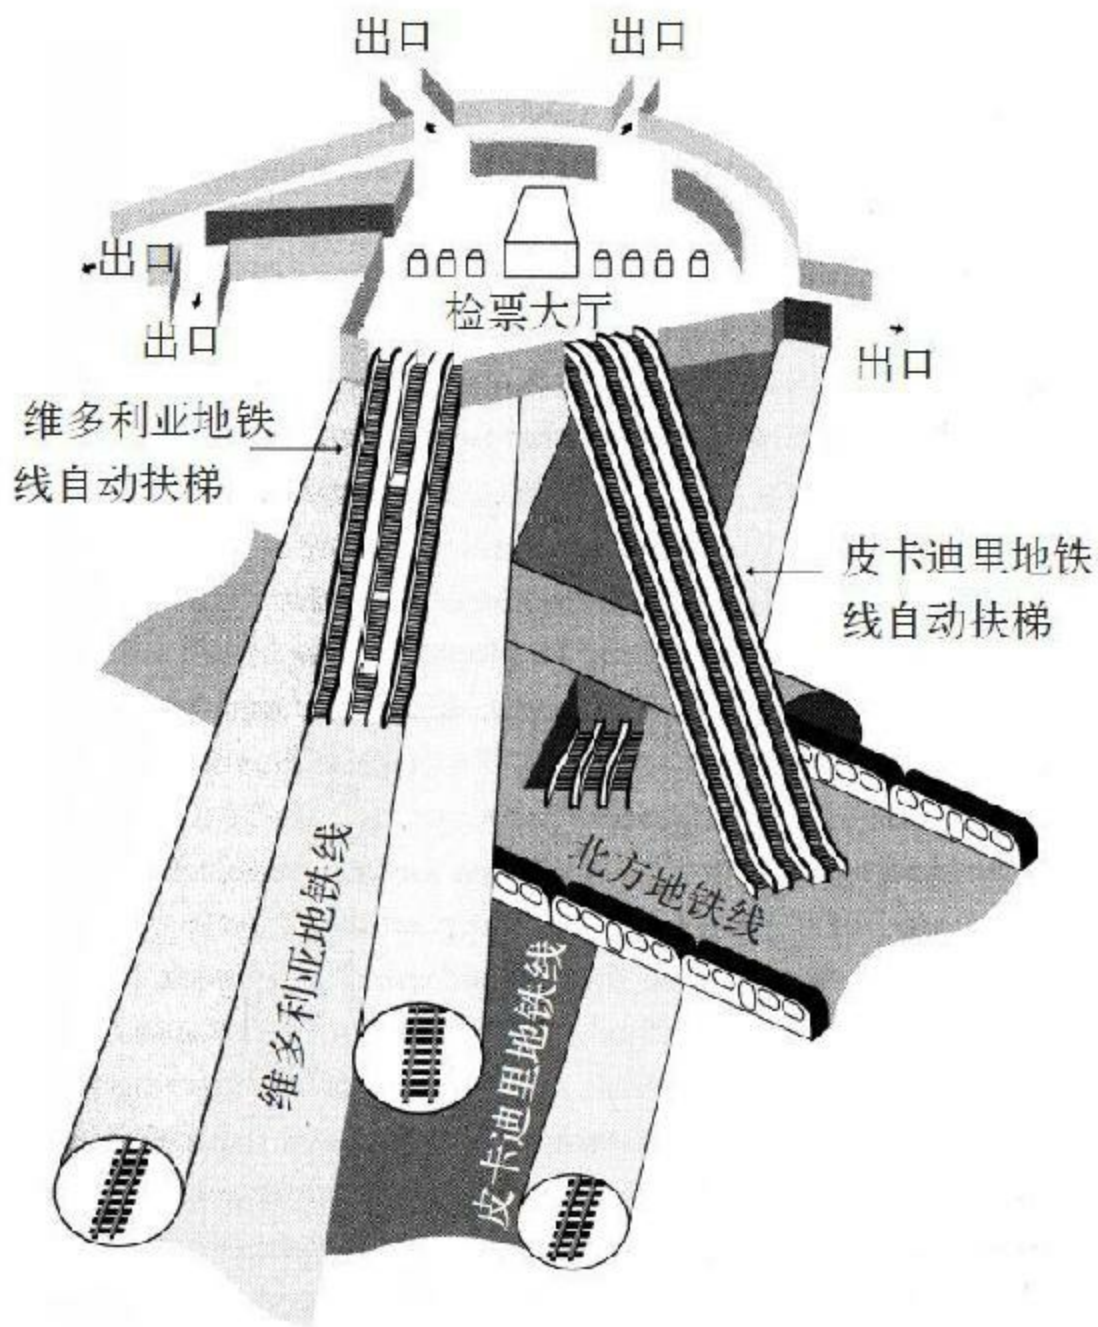 出口
出口
出口
出口
检票大厅
出口
维多利亚地铁
线自动扶梯
皮卡迪里地铁
线自动扶梯
北方地铁线
维多利亚地铁线
皮卡迪里地铁线